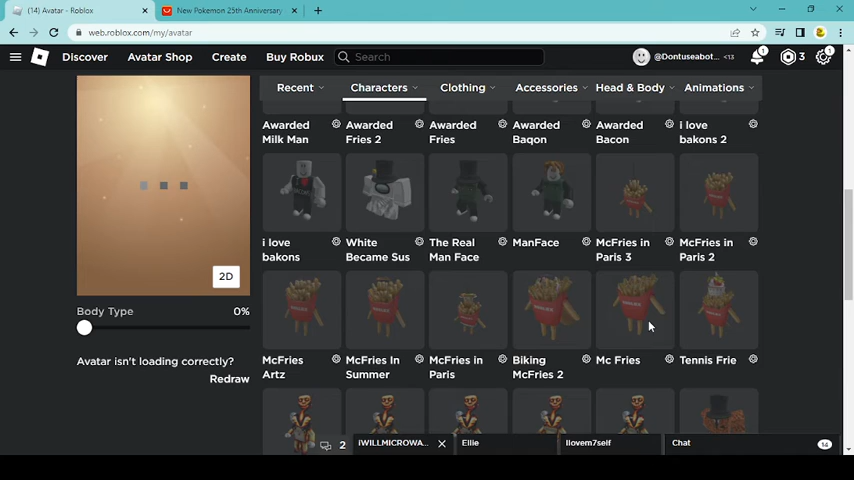 (14) Avatar - Roblox
New Pokemon 25th Anniversary
web.roblox.com/my/avatar
Discover
Avatar Shop
Create
Buy Robux
Search
@Dontuseabot... <13
1
3
1
Recent
Characters
Clothing
Accessories
Head & Body
Animations
Awarded Milk Man
Awarded Fries 2
Awarded Fries
Awarded Baqon
Awarded Bacon
i love bakons 2
2D
i love bakons
White Became Sus
The Real Man Face
ManFace
McFries in Paris 3
McFries in Paris 2
Body Type
0%
Avatar isn't loading correctly?
Redraw
McFries Artz
McFries In Summer
McFries in Paris
Biking McFries 2
Mc Fries
Tennis Frie
2
iWILLMICROWA...
Ellie
Ilovem7self
Chat
14